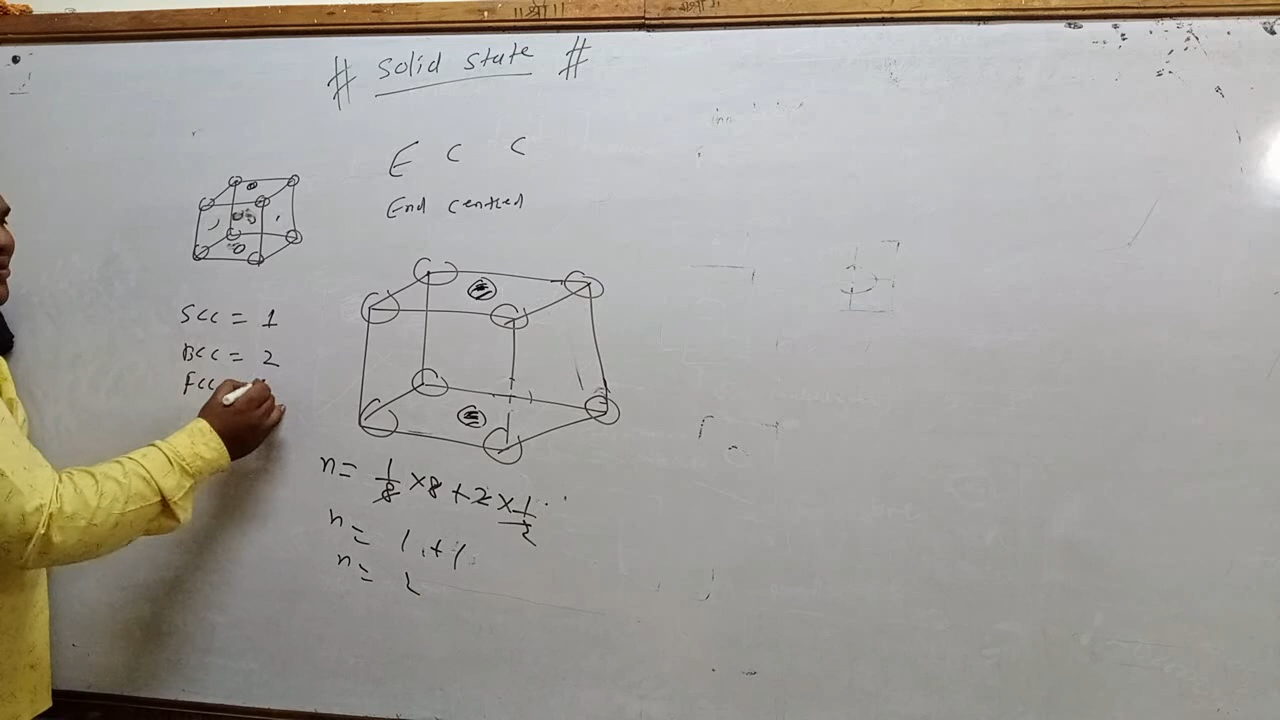 ॥श्री॥
# Solid state #
E C C
End centred
SCC = 1
BCC = 2
FCC
n = 1/8 × 8 + 2 × 1/2
n = 1 + 1
n = 2